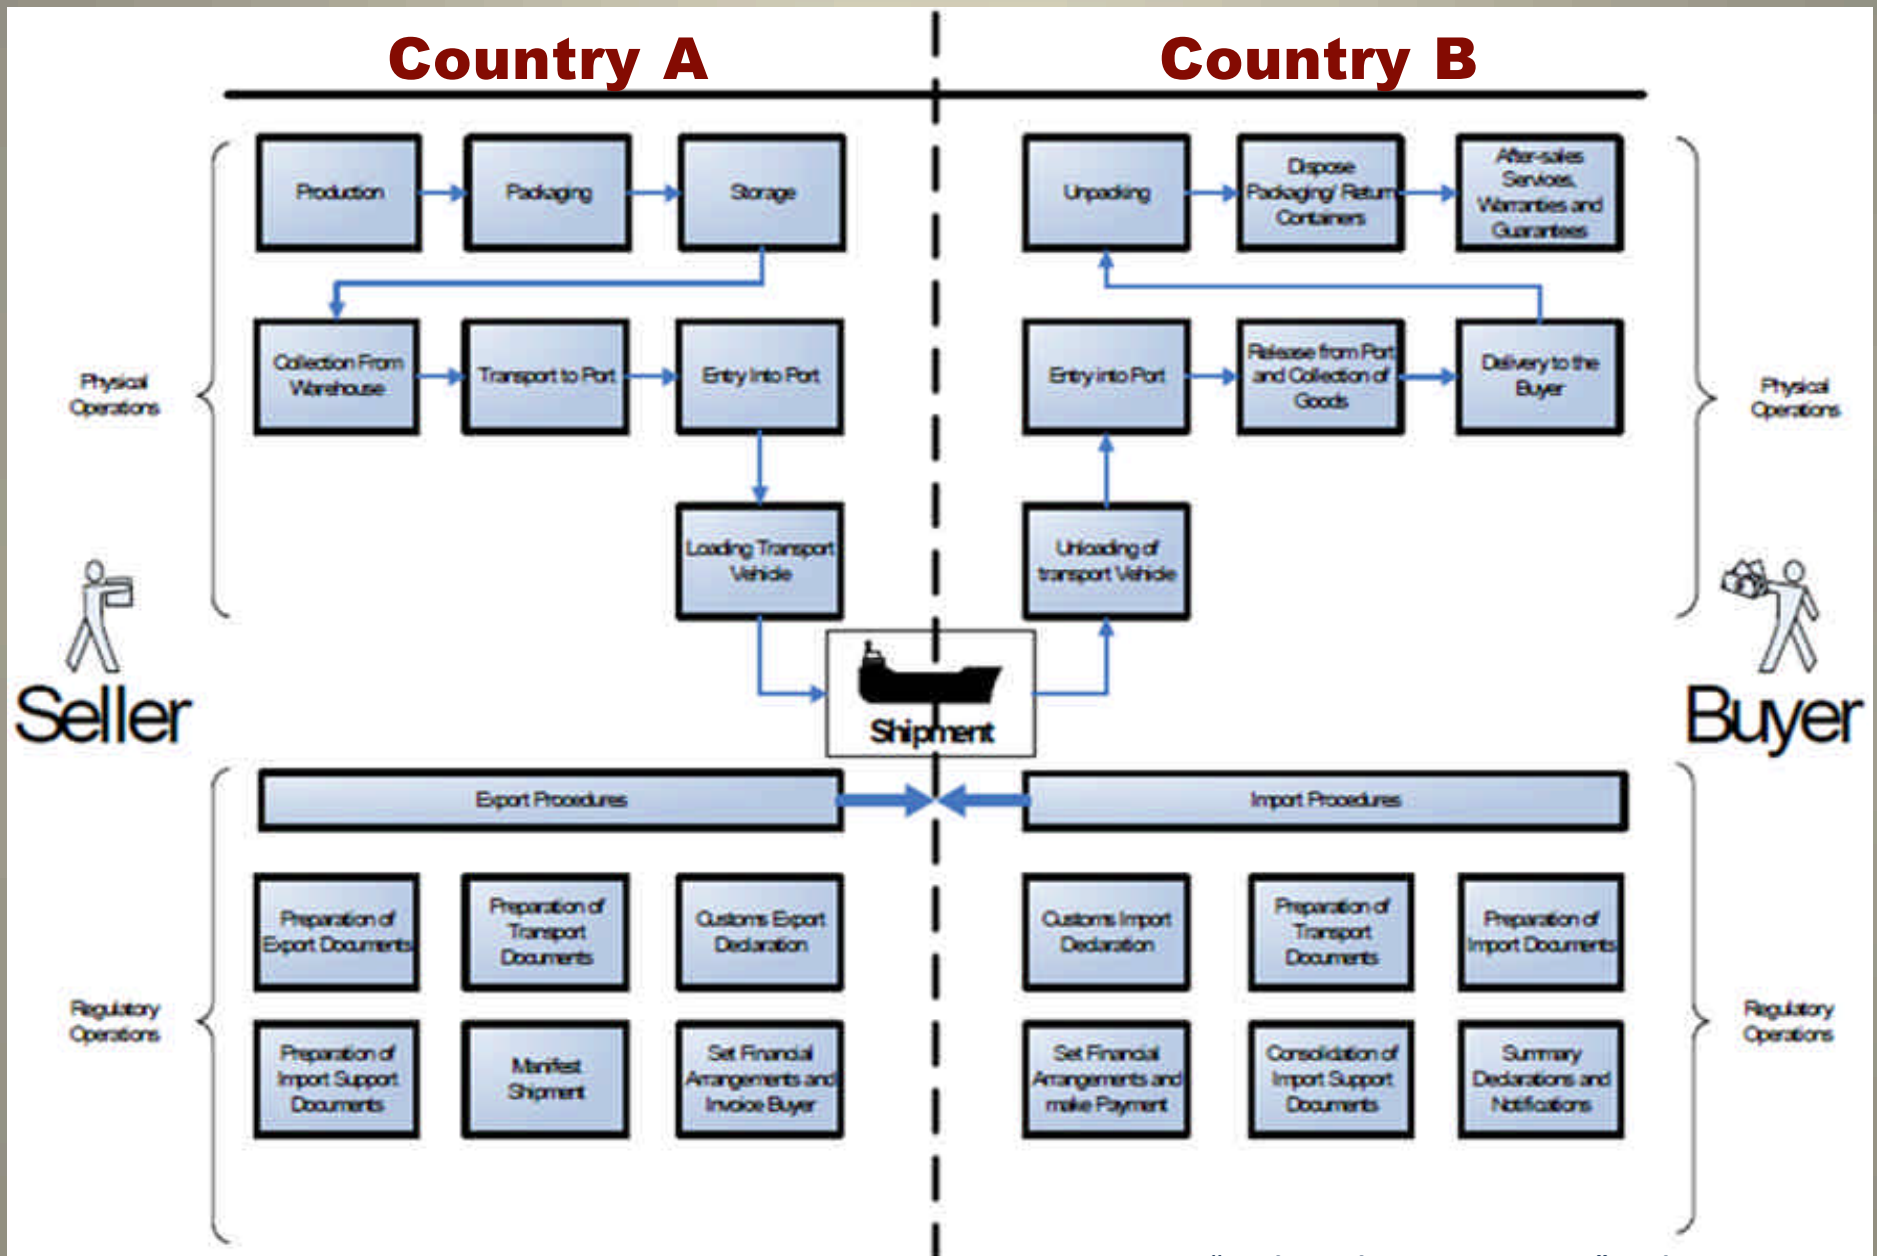 Country A
Country B
Production
Packaging
Storage
Unpacking
Dispose
Packaging/ Return
Containers
After-sales
Services,
Warranties and
Guarantees
Collection From
Warehouse
Transport to Port
Entry Into Port
Entry into Port
Release from Port
and Collection of
Goods
Delivery to the
Buyer
Physical
Operations
Physical
Operations
Loading Transport
Vehicle
Unloading of
transport Vehicle
Seller
Shipment
Buyer
Export Procedures
Import Procedures
Preparation of
Export Documents
Preparation of
Transport
Documents
Customs Export
Declaration
Customs Import
Declaration
Preparation of
Transport
Documents
Preparation of
Import Documents
Regulatory
Operations
Regulatory
Operations
Preparation of
Import Support
Documents
Manifest
Shipment
Set Financial
Arrangements and
Invoice Buyer
Set Financial
Arrangements and
make Payment
Consolidation of
Import Support
Documents
Summary
Declarations and
Notifications